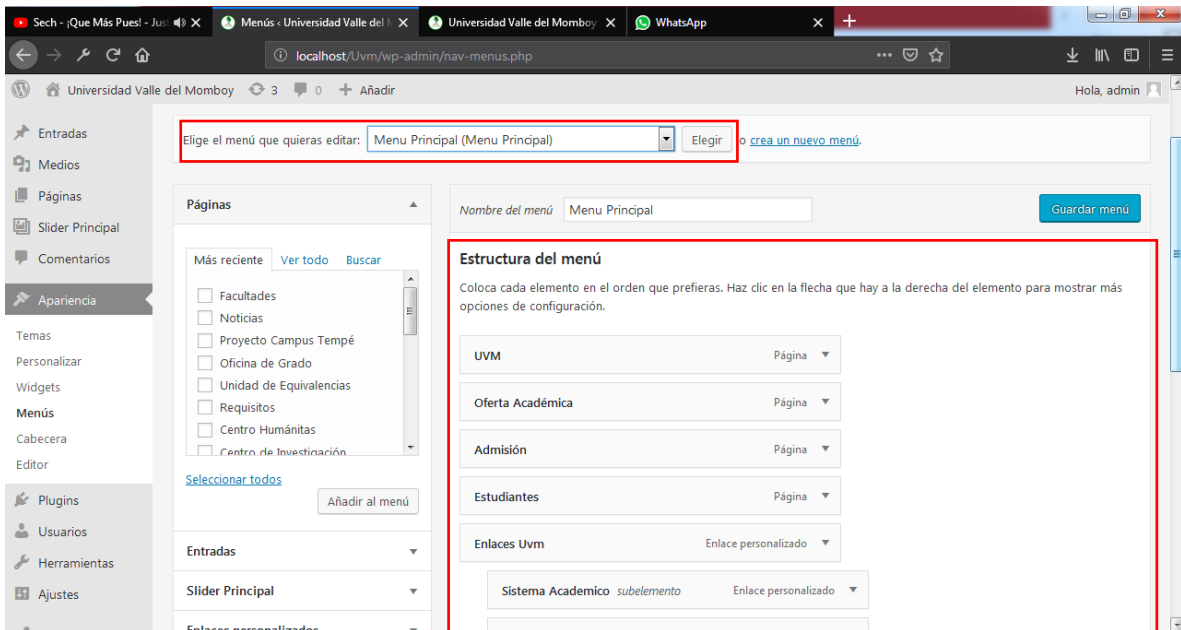 Sech - ¡Que Más Pues! - Just
Menús ‹ Universidad Valle del M
Universidad Valle del Momboy
WhatsApp
localhost/Uvm/wp-admin/nav-menus.php
Universidad Valle del Momboy 3 0 Añadir
Hola, admin
Entradas
Medios
Páginas
Slider Principal
Comentarios
Apariencia
Temas
Personalizar
Widgets
Menús
Cabecera
Editor
Plugins
Usuarios
Herramientas
Ajustes
Elige el menú que quieras editar: Menu Principal (Menu Principal) Elegir o crea un nuevo menú.
Páginas
Más reciente Ver todo Buscar
Facultades
Noticias
Proyecto Campus Tempé
Oficina de Grado
Unidad de Equivalencias
Requisitos
Centro Humánitas
Centro de Investigación
Seleccionar todos
Añadir al menú
Entradas
Slider Principal
Enlaces personalizados
Nombre del menú Menu Principal
Guardar menú
Estructura del menú
Coloca cada elemento en el orden que prefieras. Haz clic en la flecha que hay a la derecha del elemento para mostrar más
opciones de configuración.
UVM Página
Oferta Académica Página
Admisión Página
Estudiantes Página
Enlaces Uvm Enlace personalizado
Sistema Academico subelemento Enlace personalizado